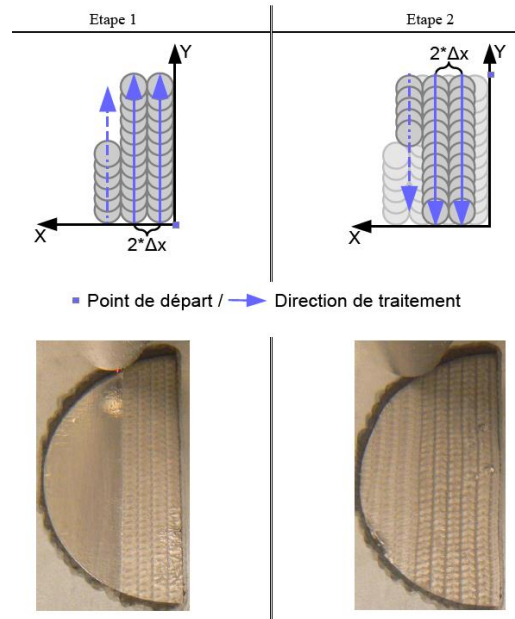 Etape 1
Etape 2
Y
X
2*Δx
Y
2*Δx
X
Point de départ / Direction de traitement